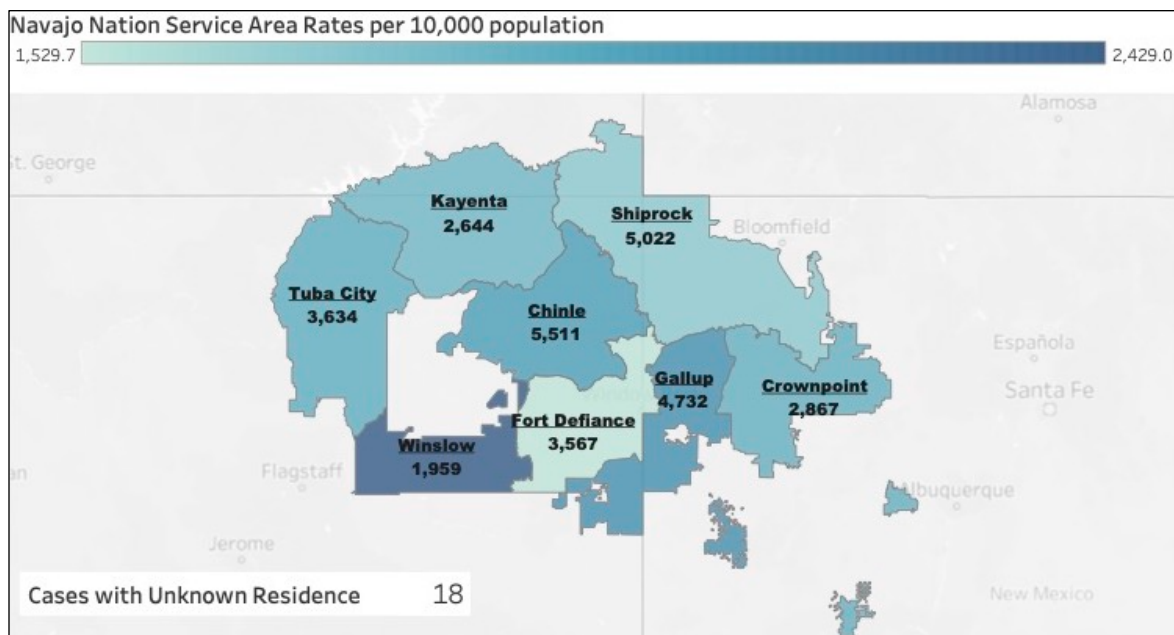 Navajo Nation Service Area Rates per 10,000 population
1,529.7
2,429.0
Alamosa
St. George
Kayenta
2,644
Shiprock
5,022
Bloomfield
Tuba City
3,634
Chinle
5,511
Española
Santa Fe
Gallup
4,732
Crownpoint
2,867
Fort Defiance
3,567
Winslow
1,959
Flagstaff
Albuquerque
Jerome
Cases with Unknown Residence 18
New Mexico